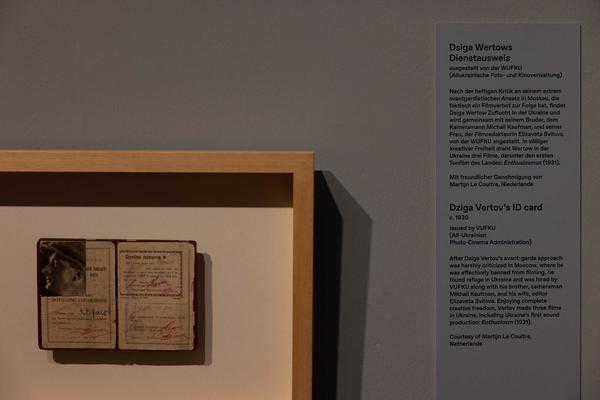 Dsiga Wertows
Dienstausweis
ausgestellt von der WUFKU
(Allukrainische Foto- und Kinoverwaltung)
Nach der heftigen Kritik an seinem extrem
avantgardistischen Ansatz in Moskau, die
faktisch ein Filmverbot zur Folge hat, findet
Dsiga Wertow Zuflucht in der Ukraine und
wird gemeinsam mit seinem Bruder, dem
Kameramann Michail Kaufman, und seiner
Frau, der Filmredakteurin Elizaveta Svilova,
von der WUFKU angestellt. In völliger
kreativer Freiheit dreht Wertow in der
Ukraine drei Filme, darunter den ersten
Tonfilm des Landes: Enthusiasmus (1931).
Mit freundlicher Genehmigung von
Martijn Le Coultre, Niederlande
Dziga Vertov's ID card
c. 1930
issued by VUFKU
(All-Ukrainian
Photo-Cinema Administration)
After Dziga Vertov's avant-garde approach
was harshly criticized in Moscow, where he
was effectively banned from filming, he
found refuge in Ukraine and was hired by
VUFKU along with his brother, cameraman
Mikhail Kaufman, and his wife, editor
Elizaveta Svilova. Enjoying complete
creative freedom, Vertov made three films
in Ukraine, including Ukraine's first sound
production: Enthusiasm (1931).
Courtesy of Martijn Le Coultre,
Netherlands